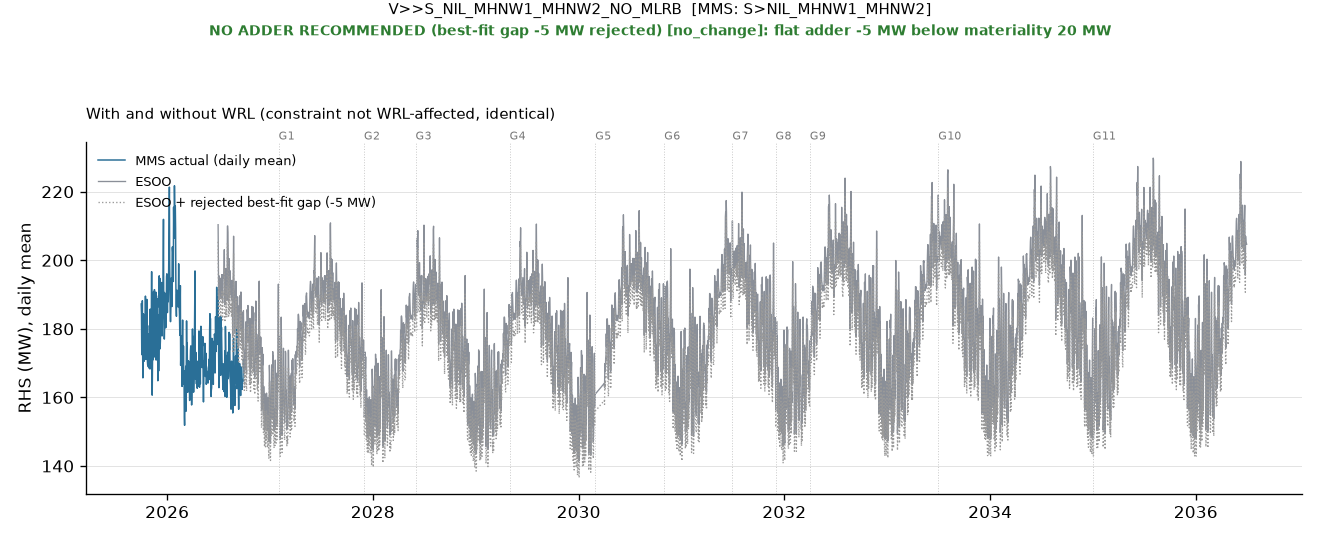 V>>S_NIL_MHNW1_MHNW2_NO_MLRB [MMS: S>NIL_MHNW1_MHNW2]
NO ADDER RECOMMENDED (best-fit gap -5 MW rejected) [no_change]: flat adder -5 MW below materiality 20 MW
With and without WRL (constraint not WRL-affected, identical)
G1 G2 G3 G4 G5 G6 G7 G8 G9 G10 G11
MMS actual (daily mean)
ESOO
ESOO + rejected best-fit gap (-5 MW)
RHS (MW), daily mean
220
200
180
160
140
2026 2028 2030 2032 2034 2036